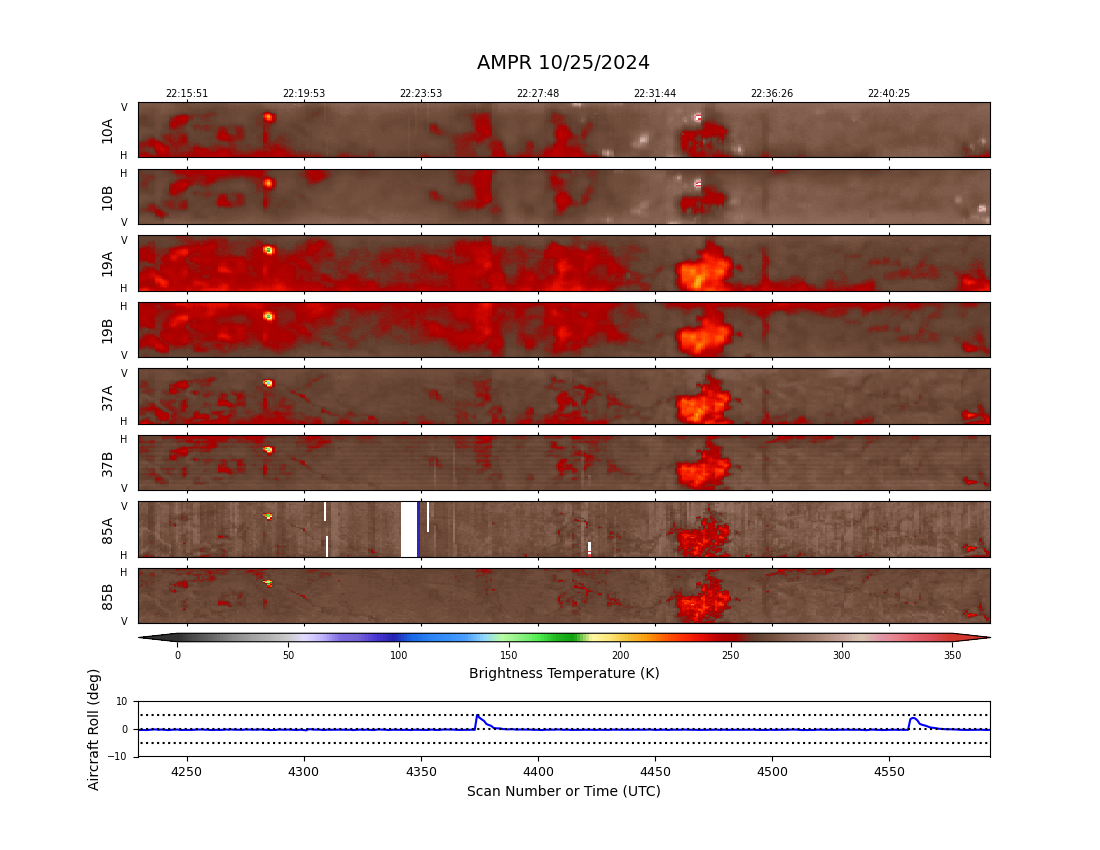 AMPR 10/25/2024
22:15:51 22:19:53 22:23:53 22:27:48 22:31:44 22:36:26 22:40:25
V
10A
H
H
10B
V
V
19A
H
H
19B
V
V
37A
H
H
37B
V
V
85A
H
H
85B
V
0 50 100 150 200 250 300 350
Brightness Temperature (K)
Aircraft Roll (deg)
10
0
−10
4250 4300 4350 4400 4450 4500 4550
Scan Number or Time (UTC)